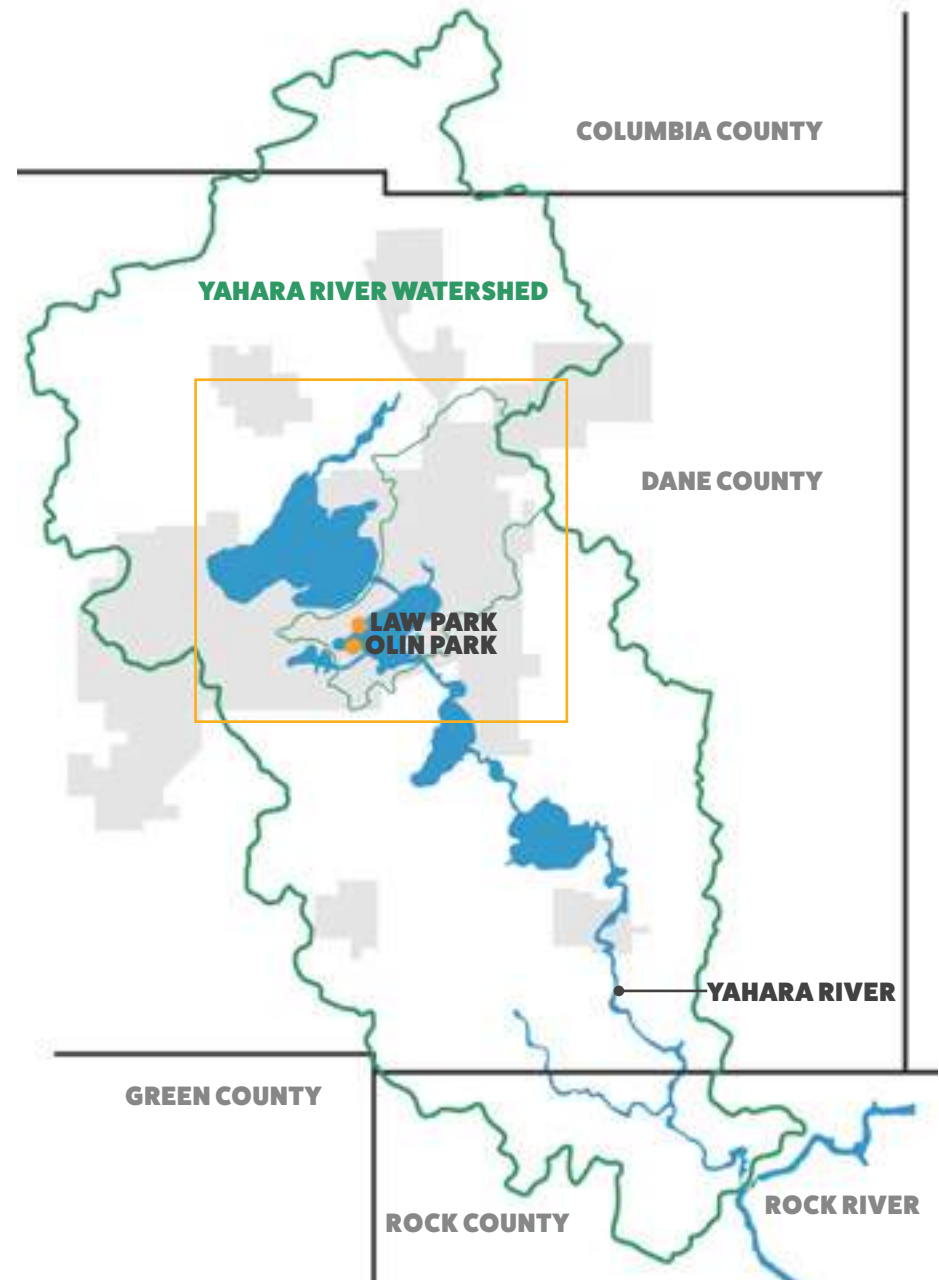 COLUMBIA COUNTY
YAHARA RIVER WATERSHED
DANE COUNTY
LAW PARK
OLIN PARK
YAHARA RIVER
GREEN COUNTY
ROCK RIVER
ROCK COUNTY